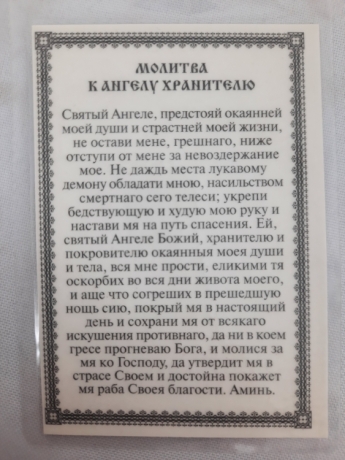 МОЛИТВА
К АНГЕЛУ ХРАНИТЕЛЮ
Святый Ангеле, предстояй окаянней
моей души и страстней моей жизни,
не остави мене, грешнаго, ниже
отступи от мене за невоздержание
мое. Не даждь места лукавому
демону обладати мною, насильством
смертнаго сего телесе; укрепи
бедствующую и худую мою руку и
настави мя на путь спасения. Ей,
святый Ангеле Божий, хранителю и
покровителю окаянныя моея души
и тела, вся мне прости, еликими тя
оскорбих во вся дни живота моего,
и аще что согреших в прешедшую
нощь сию, покрый мя в настоящий
день и сохрани мя от всякаго
искушения противнаго, да ни в коем
гресе прогневаю Бога, и молися за
мя ко Господу, да утвердит мя в
страсе Своем и достойна покажет
мя раба Своея благости. Аминь.